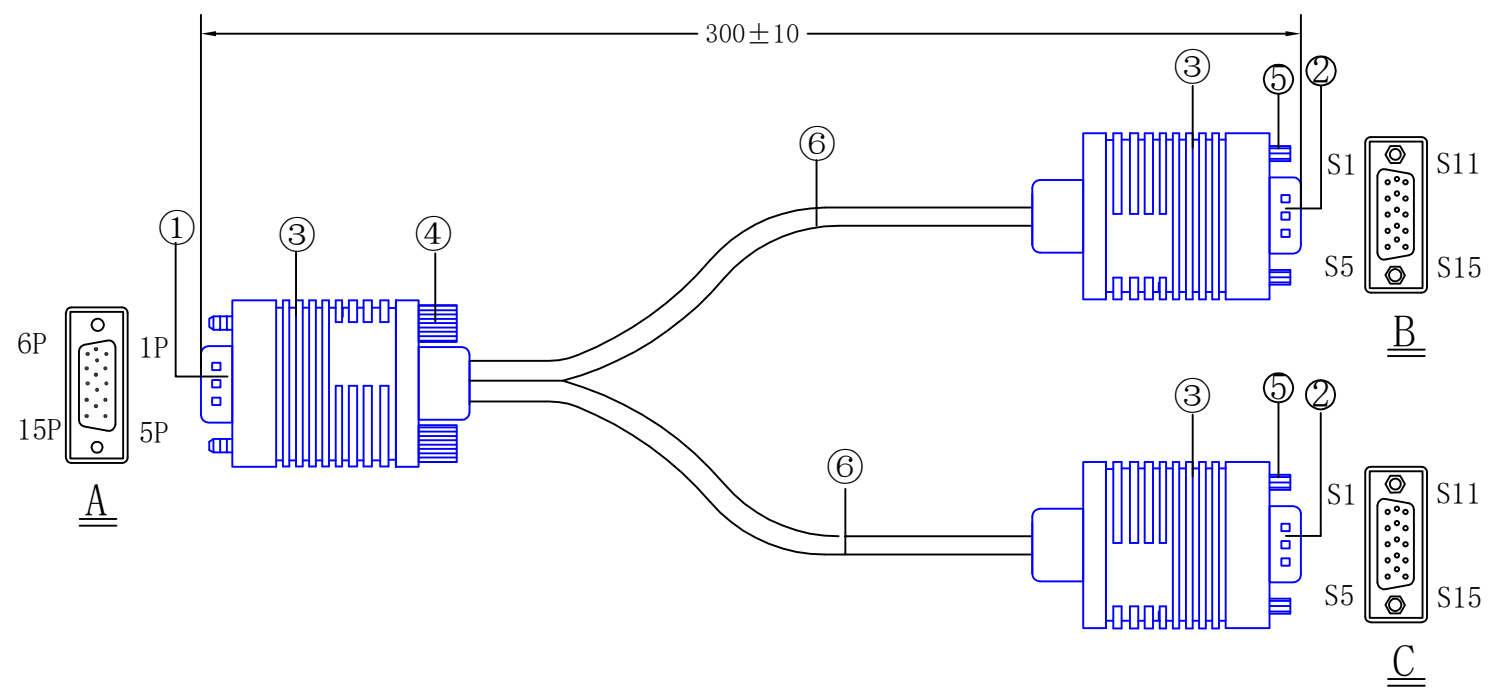 300±10
③ ⑤ ②
⑥
S1 S11
① ③ ④
S5 S15
6P 1P
B
③ ⑤ ②
15P 5P
⑥
A
S1 S11
S5 S15
C